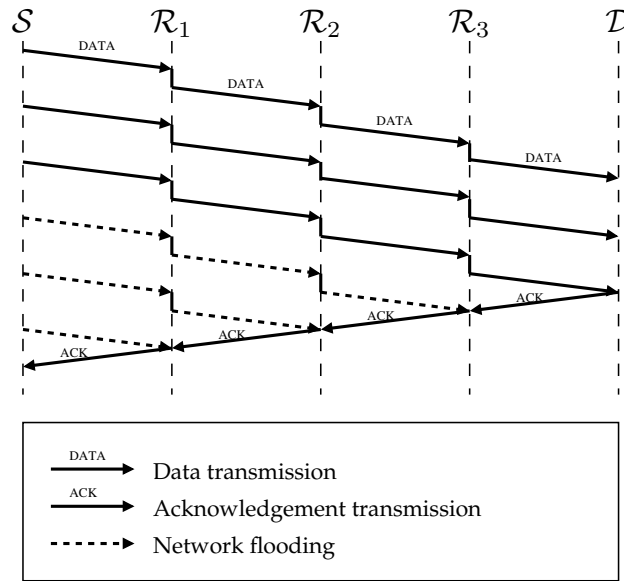 S R1 R2 R3 D
DATA
DATA
DATA
DATA
ACK
ACK
ACK
ACK
DATA
Data transmission
ACK
Acknowledgement transmission
Network flooding